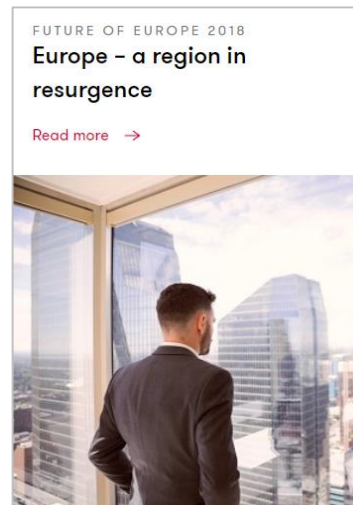 FUTURE OF EUROPE 2018
Europe – a region in
resurgence
Read more →